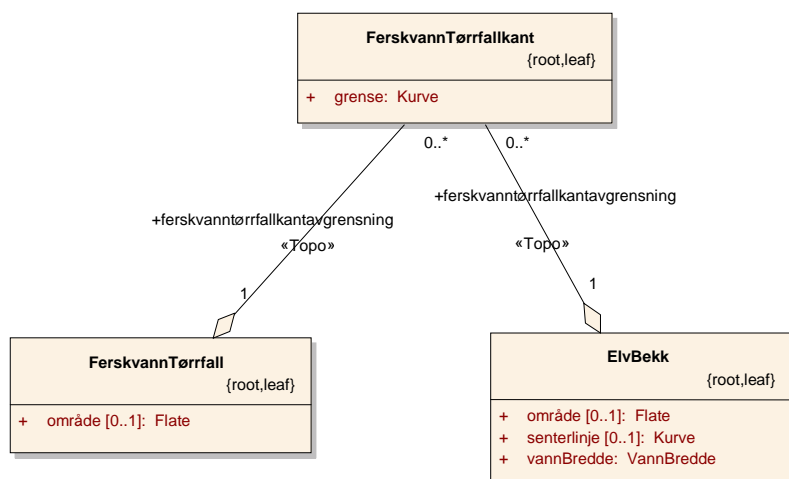 FerskvannTørrfallkant
{root,leaf}
+ grense: Kurve
0..*
0..*
+ferskvanntørrfallkantavgrensning
«Topo»
+ferskvanntørrfallkantavgrensning
«Topo»
1
1
FerskvannTørrfall
{root,leaf}
+ område [0..1]: Flate
ElvBekk
{root,leaf}
+ område [0..1]: Flate
+ senterlinje [0..1]: Kurve
+ vannBredde: VannBredde